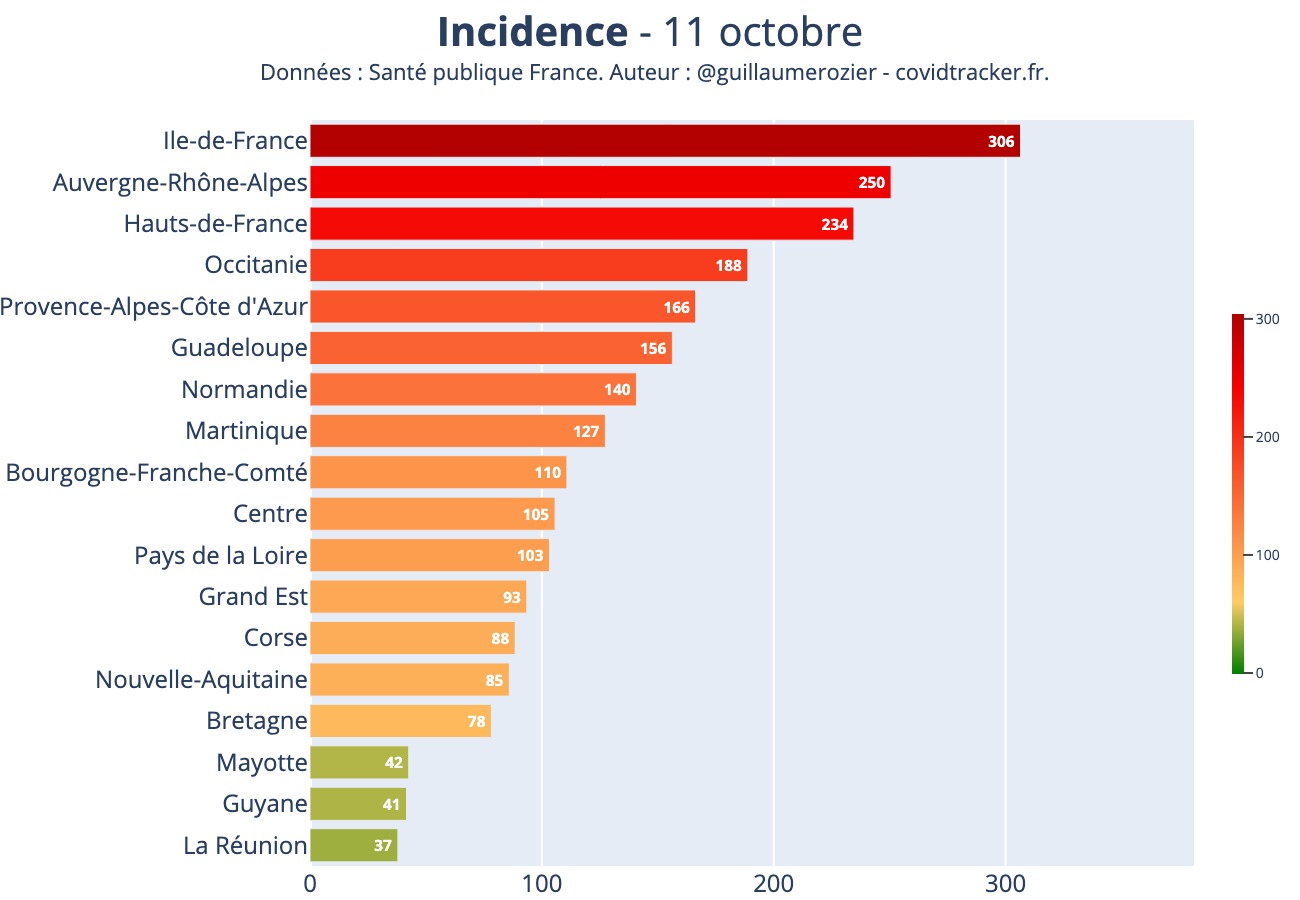 Incidence - 11 octobre
Données : Santé publique France. Auteur : @guillaumerozier - covidtracker.fr.
Ile-de-France 306
Auvergne-Rhône-Alpes 250
Hauts-de-France 234
Occitanie 188
Provence-Alpes-Côte d'Azur 166
Guadeloupe 156
Normandie 140
Martinique 127
Bourgogne-Franche-Comté 110
Centre 105
Pays de la Loire 103
Grand Est 93
Corse 88
Nouvelle-Aquitaine 85
Bretagne 78
Mayotte 42
Guyane 41
La Réunion 37
0 100 200 300
300
200
100
0